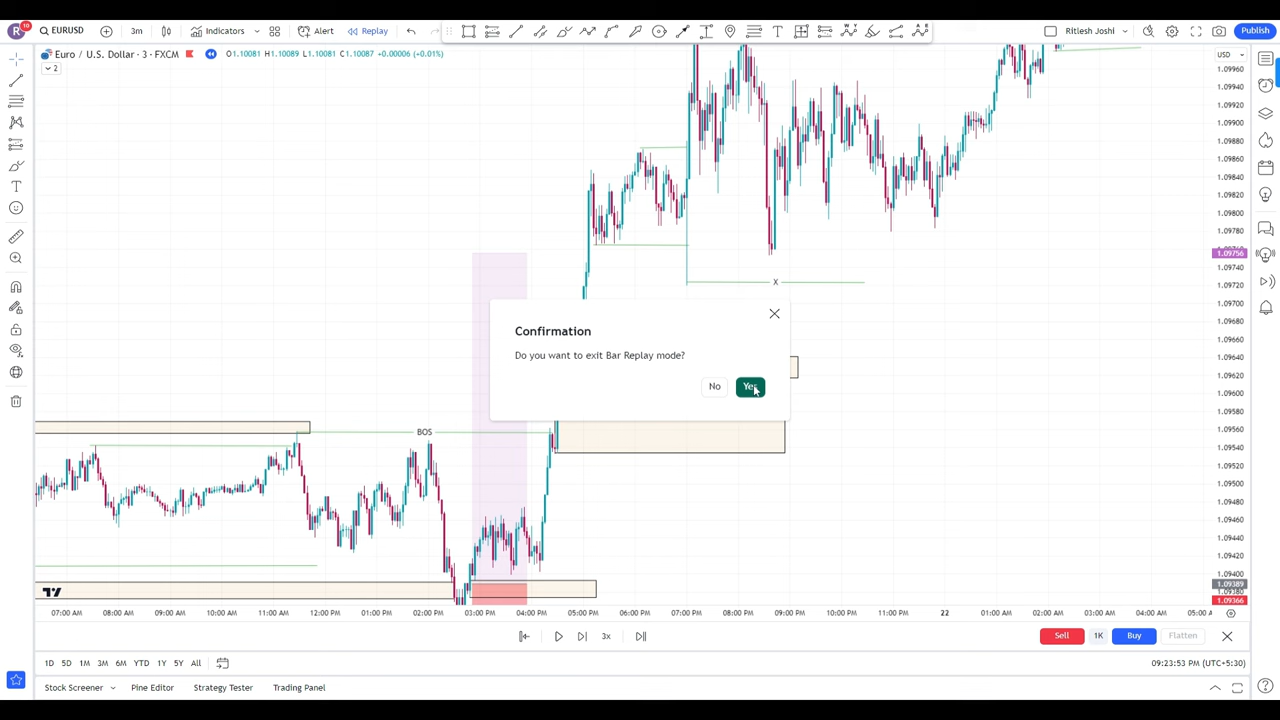 R 10 EURUSD 3m Indicators Alert Replay Ritlesh Joshi Publish
Euro / U.S. Dollar · 3 · FXCM O1.10081 H1.10089 L1.10081 C1.10087 +0.00006 (+0.01%)
USD
2
1.09960
1.09940
1.09920
1.09900
1.09880
1.09860
1.09840
1.09820
1.09800
1.09780
1.09756
1.09740
X
1.09720
1.09700
1.09680
1.09660
1.09640
1.09620
1.09600
1.09580
1.09560
1.09540
1.09520
1.09500
1.09480
1.09460
1.09440
1.09420
1.09400
1.09389
1.09380
1.09366
Confirmation
Do you want to exit Bar Replay mode?
No Yes
BOS
07:00 AM 08:00 AM 09:00 AM 10:00 AM 11:00 AM 12:00 PM 01:00 PM 02:00 PM 03:00 PM 04:00 PM 05:00 PM 06:00 PM 07:00 PM 08:00 PM 09:00 PM 10:00 PM 11:00 PM 22 01:00 AM 02:00 AM 03:00 AM 04:00 AM 05:00
3x Sell 1K Buy Flatten
1D 5D 1M 3M 6M YTD 1Y 5Y All 09:23:53 PM (UTC+5:30)
Stock Screener Pine Editor Strategy Tester Trading Panel